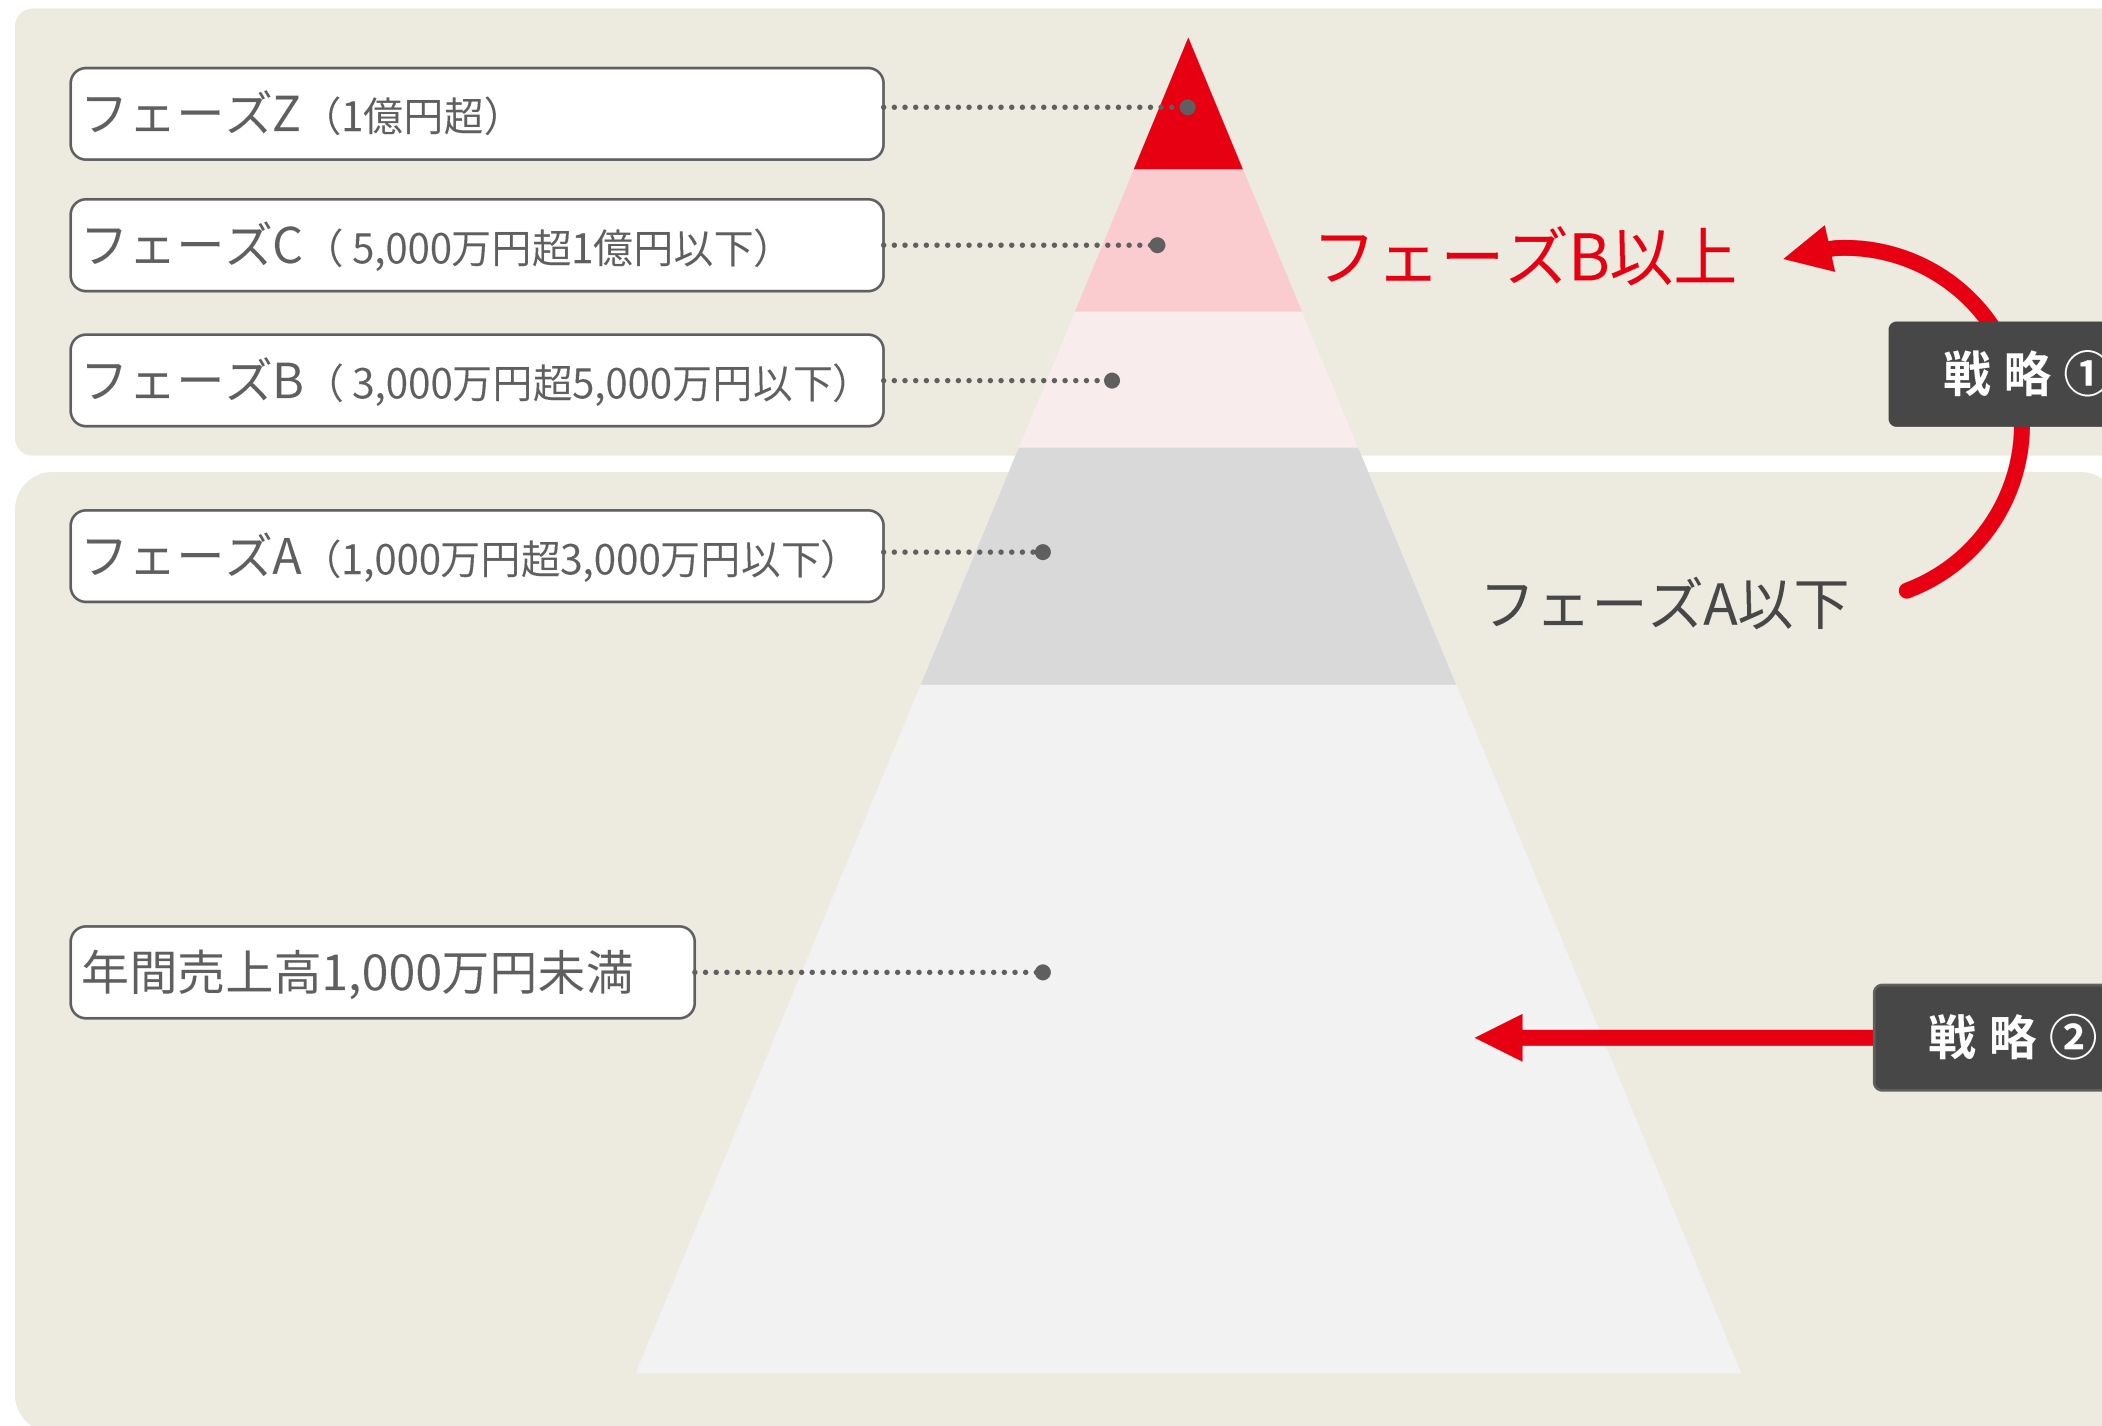 フェーズZ（1億円超）
フェーズC（ 5,000万円超1億円以下）
フェーズB以上
戦略①
フェーズB（ 3,000万円超5,000万円以下）
フェーズA（1,000万円超3,000万円以下）
フェーズA以下
年間売上高1,000万円未満
戦略②